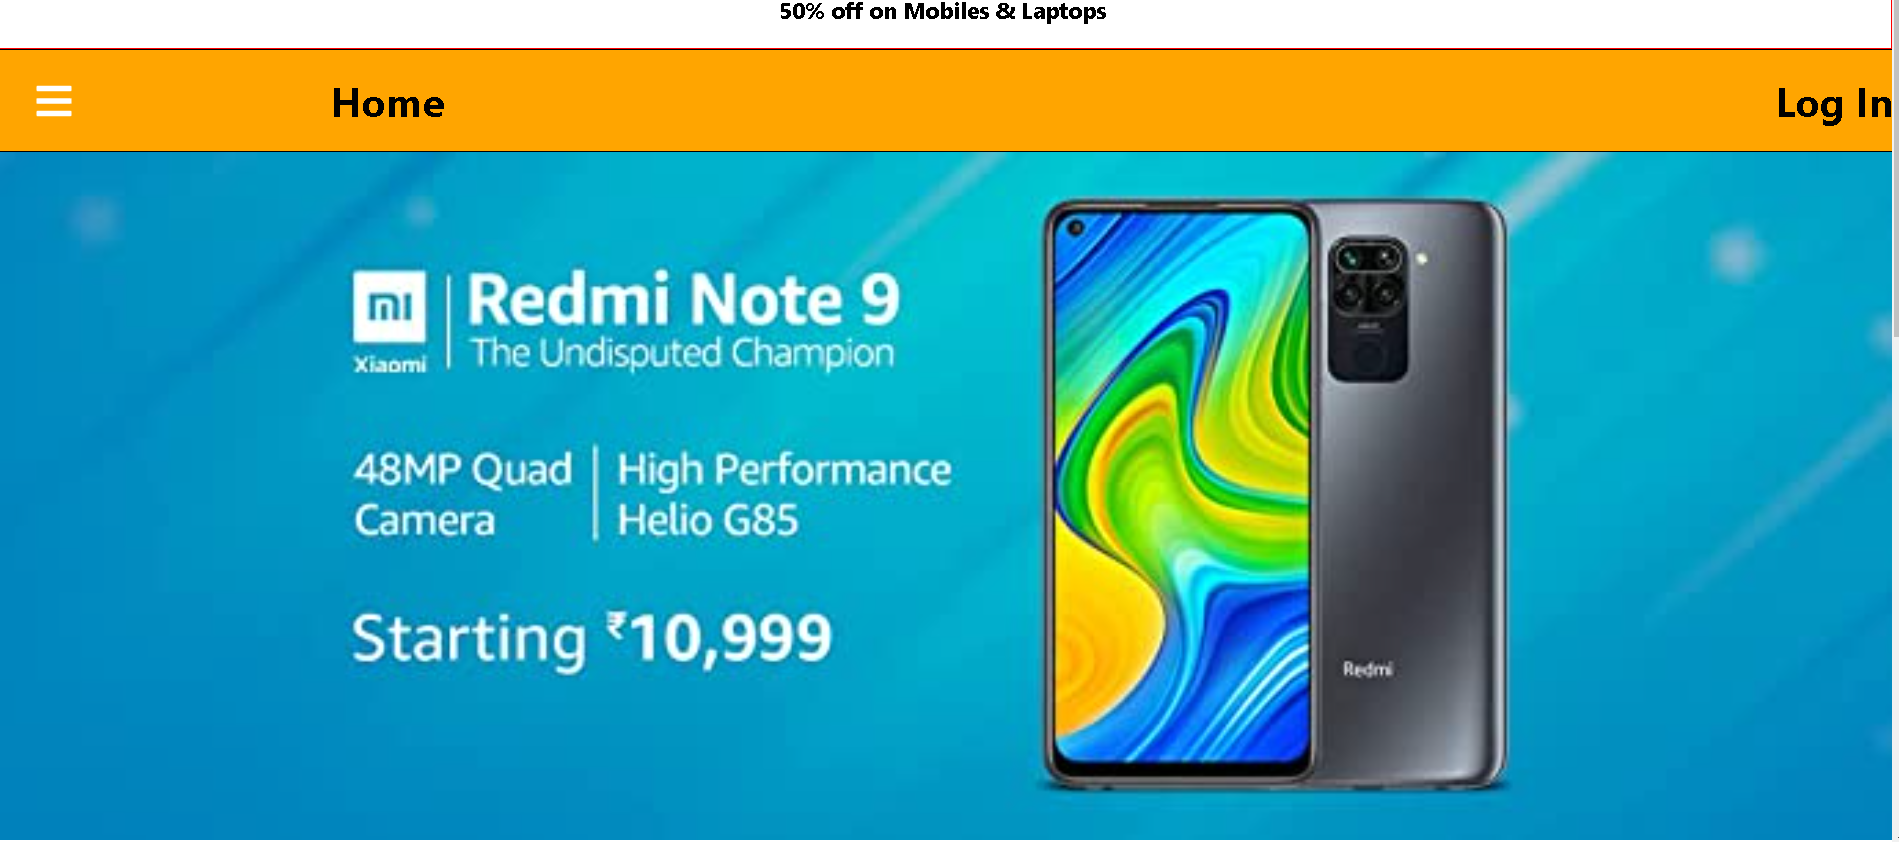 50% off on Mobiles & Laptops
Home
Log In
mi
Xiaomi
Redmi Note 9
The Undisputed Champion
48MP Quad
Camera
High Performance
Helio G85
Starting ₹10,999
Redmi